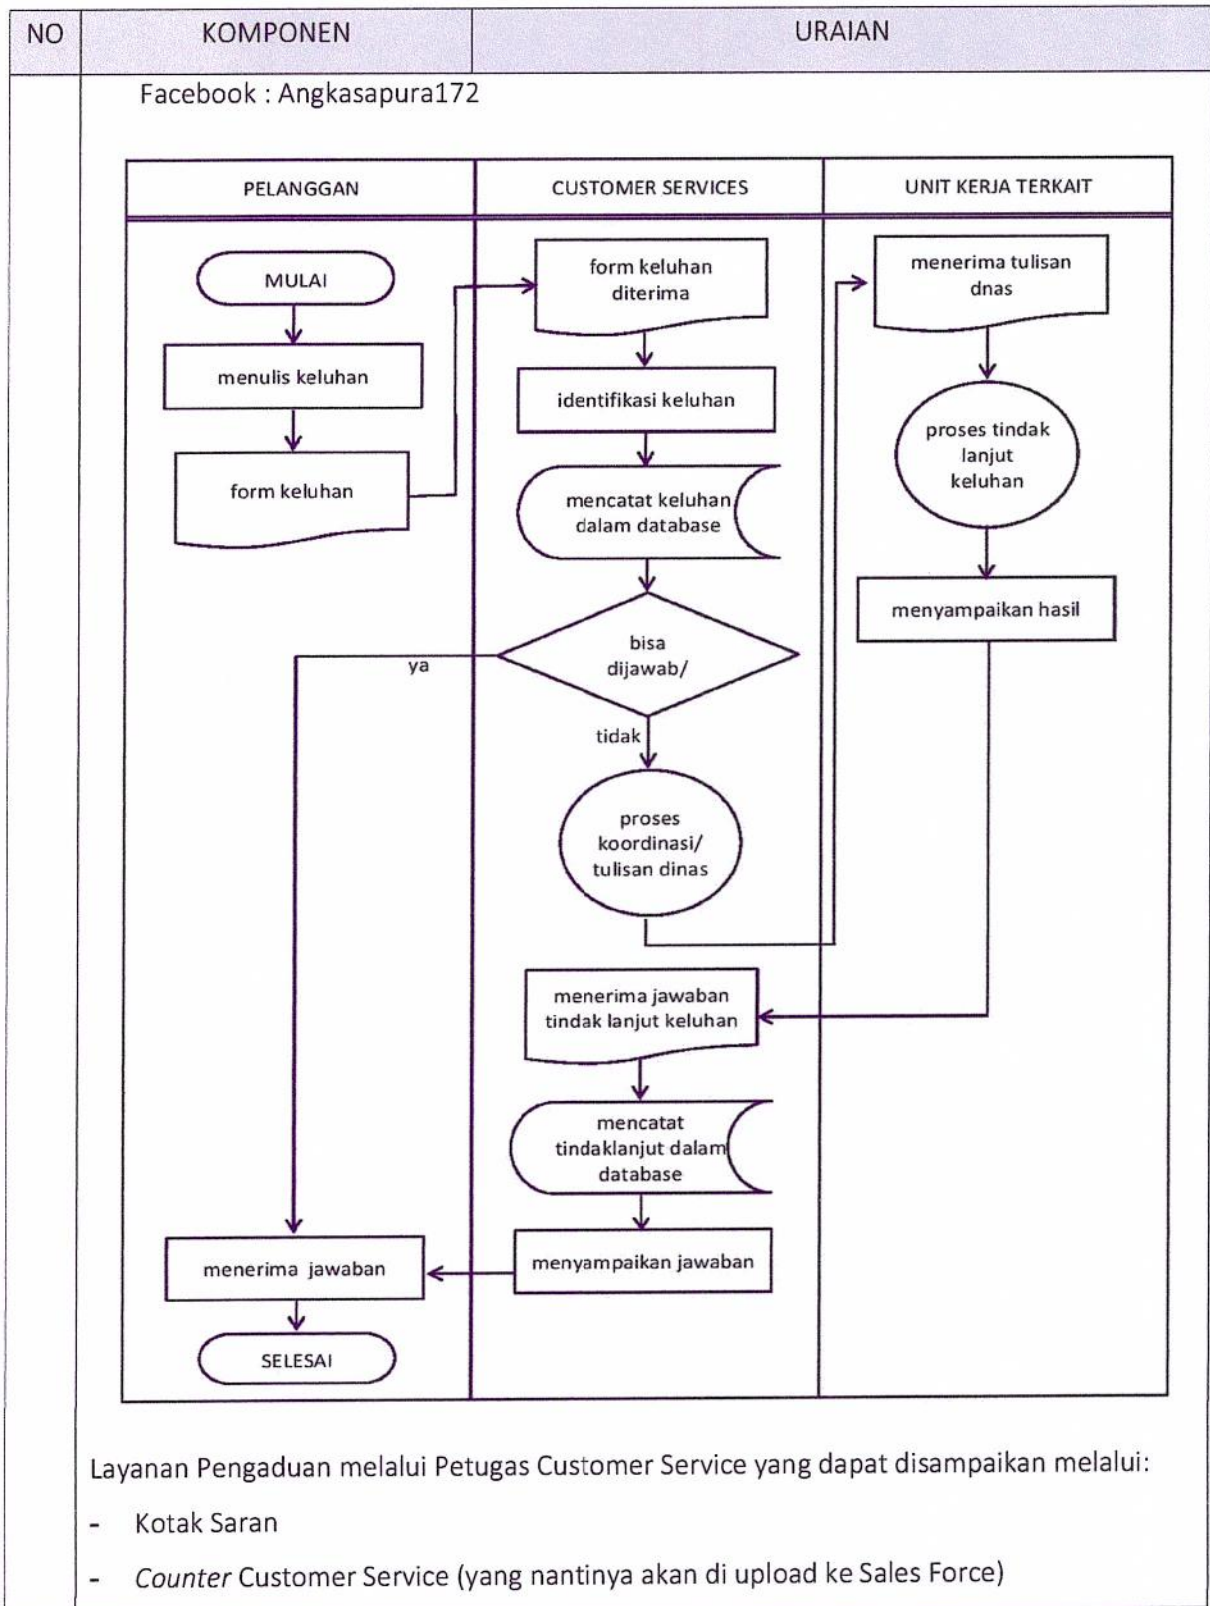 NO
KOMPONEN
URAIAN
Facebook : Angkasapura172
PELANGGAN
CUSTOMER SERVICES
UNIT KERJA TERKAIT
MULAI
menulis keluhan
form keluhan
form keluhan
diterima
identifikasi keluhan
mencatat keluhan
dalam database
bisa
dijawab/
ya
tidak
proses
koordinasi/
tulisan dinas
menerima tulisan
dnas
proses tindak
lanjut
keluhan
menyampaikan hasil
menerima jawaban
tindak lanjut keluhan
mencatat
tindaklanjut dalam
database
menyampaikan jawaban
menerima jawaban
SELESAI
Layanan Pengaduan melalui Petugas Customer Service yang dapat disampaikan melalui:
- Kotak Saran
- Counter Customer Service (yang nantinya akan di upload ke Sales Force)